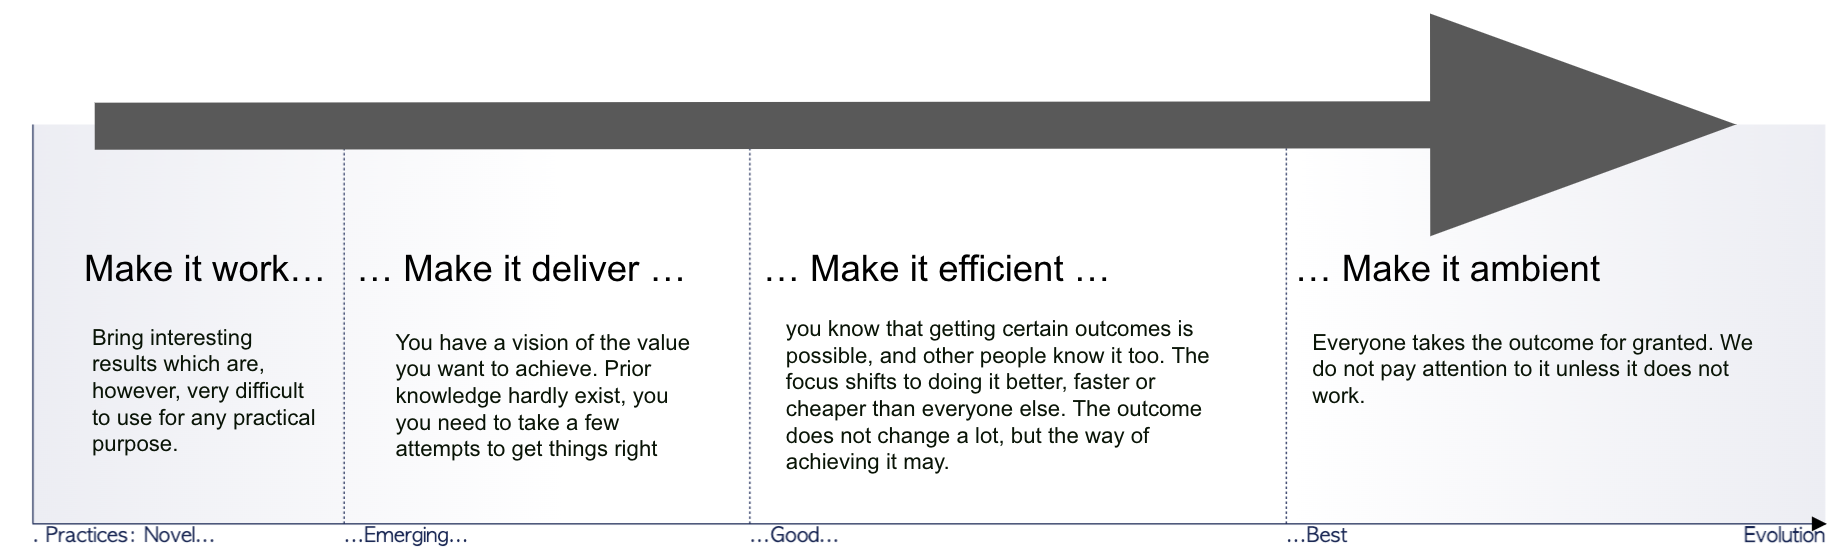 Make it work…
… Make it deliver …
… Make it efficient …
… Make it ambient
Bring interesting
results which are,
however, very difficult
to use for any practical
purpose.
You have a vision of the value
you want to achieve. Prior
knowledge hardly exist, you
you need to take a few
attempts to get things right
you know that getting certain outcomes is
possible, and other people know it too. The
focus shifts to doing it better, faster or
cheaper than everyone else. The outcome
does not change a lot, but the way of
achieving it may.
Everyone takes the outcome for granted. We
do not pay attention to it unless it does not
work.
. Practices: Novel...
...Emerging...
...Good...
...Best
Evolution